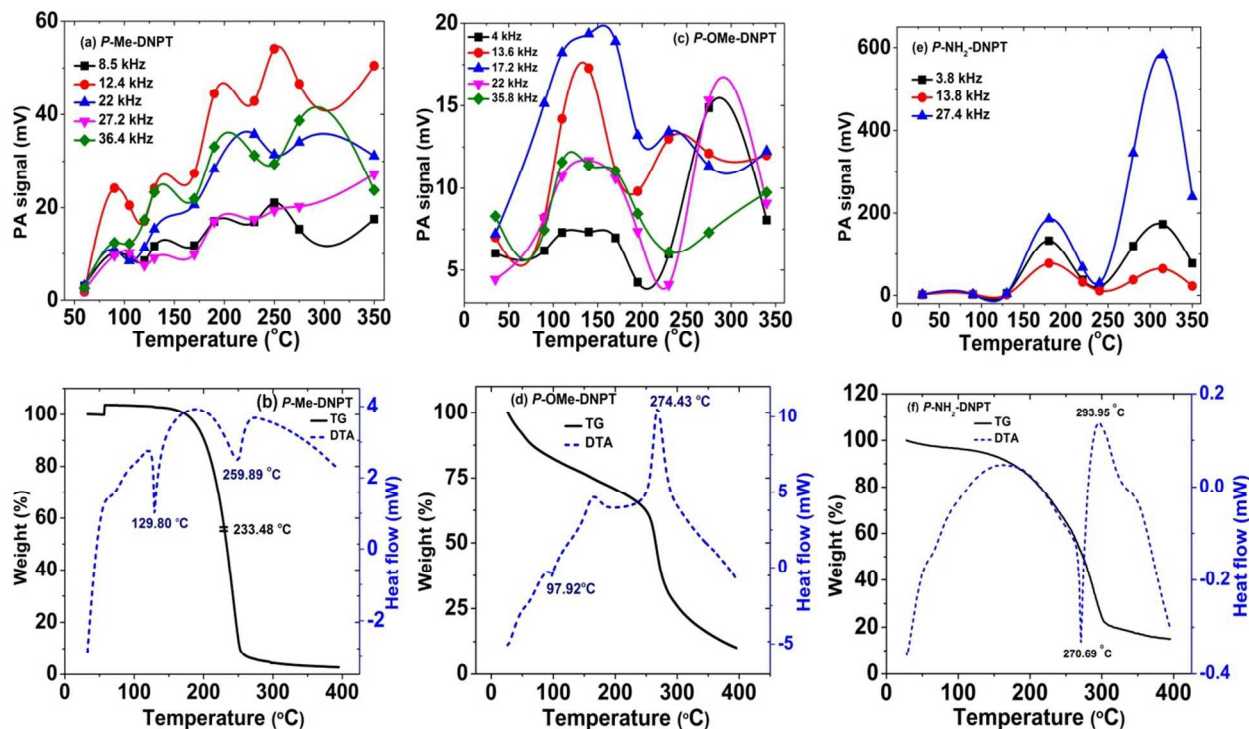 (a) P-Me-DNPT
8.5 kHz
12.4 kHz
22 kHz
27.2 kHz
36.4 kHz
60
40
20
0
PA signal (mV)
50 100 150 200 250 300 350
Temperature (°C)
(c) P-OMe-DNPT
4 kHz
13.6 kHz
17.2 kHz
22 kHz
35.8 kHz
20
15
10
5
PA signal (mV)
0 50 100 150 200 250 300 350
Temperature (°C)
(e) P-NH₂-DNPT
3.8 kHz
13.8 kHz
27.4 kHz
600
400
200
0
PA signal (mV)
0 50 100 150 200 250 300 350
Temperature (°C)
(b) P-Me-DNPT
TG
DTA
129.80 °C
259.89 °C
233.48 °C
100
80
60
40
20
0
Weight (%)
4
2
0
-2
Heat flow (mW)
0 100 200 300 400
Temperature (°C)
(d) P-OMe-DNPT
TG
DTA
274.43 °C
97.92°C
100
75
50
25
0
Weight (%)
10
5
0
-5
Heat flow (mW)
0 100 200 300 400
Temperature (°C)
(f) P-NH₂-DNPT
TG
DTA
293.95 °C
270.69 °C
120
100
80
60
40
20
0
Weight (%)
0.2
0.0
-0.2
-0.4
Heat flow (mW)
0 100 200 300 400
Temperature (°C)